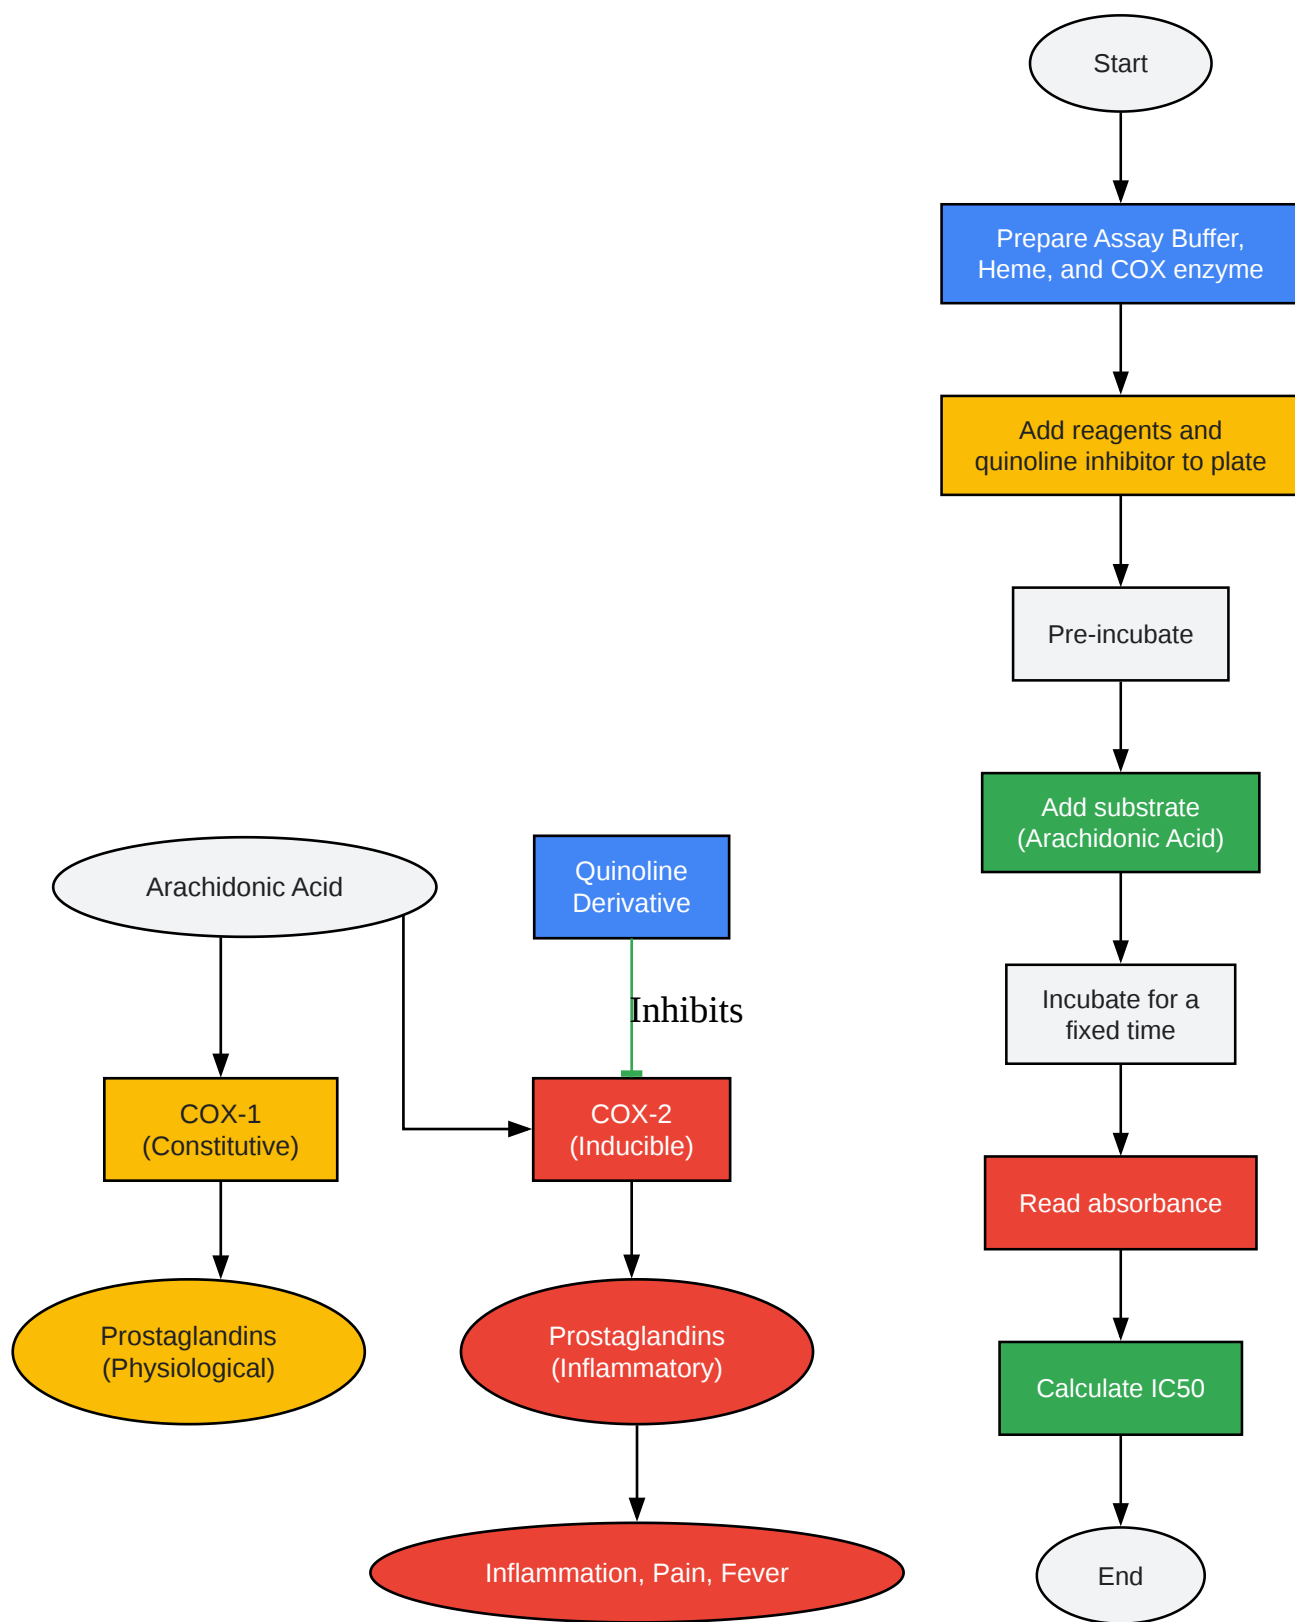 Start
Prepare Assay Buffer,
Heme, and COX enzyme
Add reagents and
quinoline inhibitor to plate
Pre-incubate
Add substrate
(Arachidonic Acid)
Incubate for a
fixed time
Read absorbance
Calculate IC50
End
Arachidonic Acid
Quinoline
Derivative
Inhibits
COX-1
(Constitutive)
COX-2
(Inducible)
Prostaglandins
(Physiological)
Prostaglandins
(Inflammatory)
Inflammation, Pain, Fever